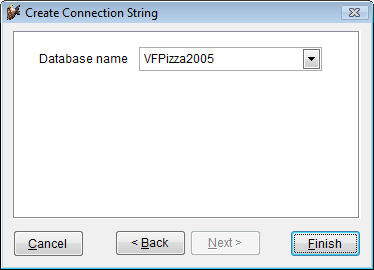 Create Connection String
Database name VFPizza2005
Cancel < Back Next > Finish